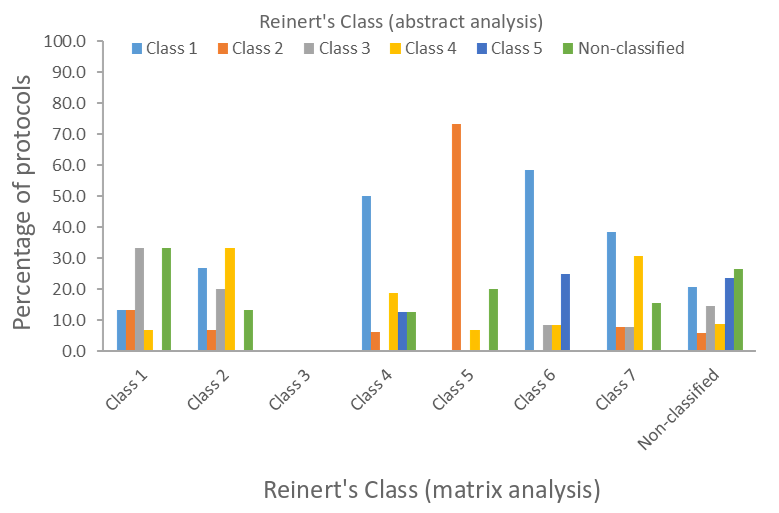 Reinert's Class (abstract analysis)
Class 1 Class 2 Class 3 Class 4 Class 5 Non-classified
100.0
90.0
80.0
70.0
60.0
50.0
40.0
30.0
20.0
10.0
0.0
Percentage of protocols
Class 1 Class 2 Class 3 Class 4 Class 5 Class 6 Class 7 Non-classified
Reinert's Class (matrix analysis)